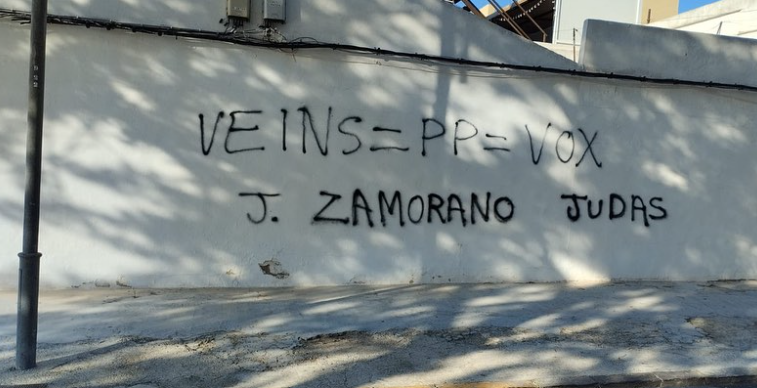 VEINS=PP=VOX
J. ZAMORANO JUDAS